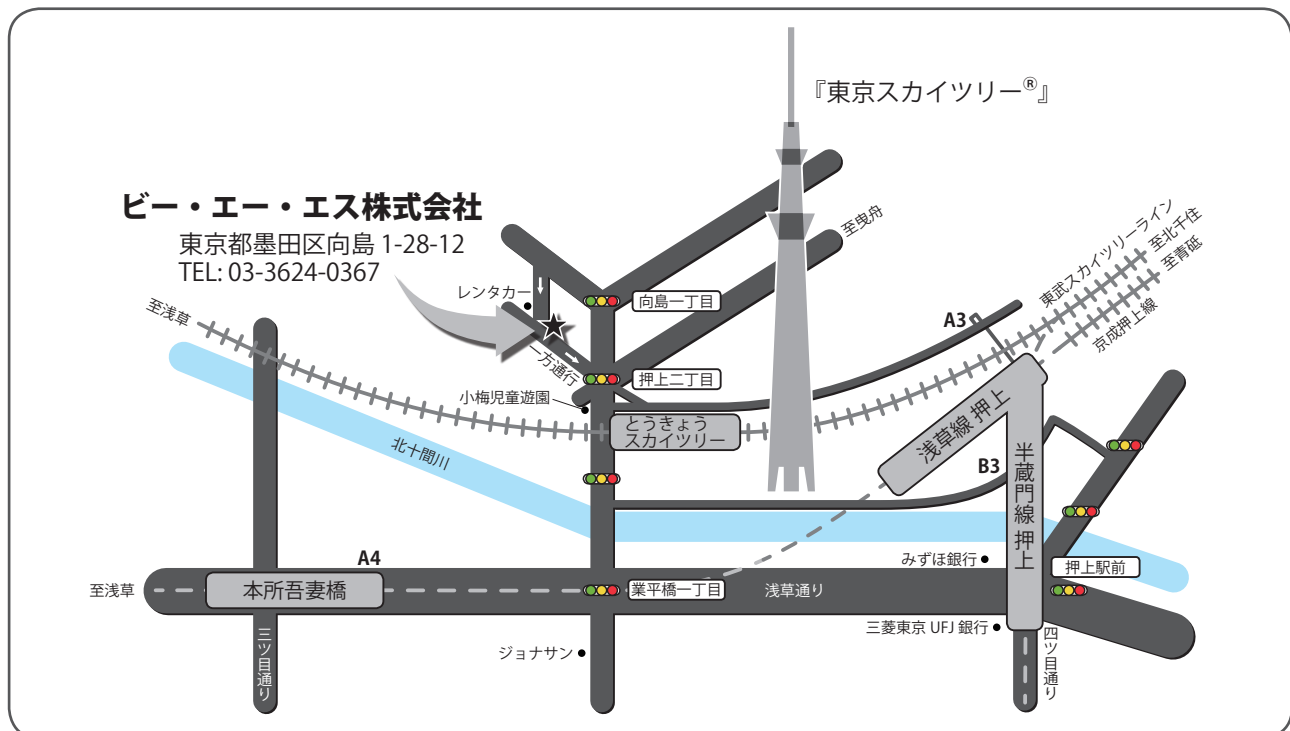 『東京スカイツリー®』
ビー・エー・エス株式会社
東京都墨田区向島 1-28-12
TEL: 03-3624-0367
レンタカー
向島一丁目
至曳舟
東武スカイツリーライン
至北千住
至青砥
京成押上線
至浅草
A3
一方通行
押上二丁目
小梅児童遊園
とうきょう
スカイツリー
北十間川
浅草線 押上
B3
半蔵門線 押上
みずほ銀行
押上駅前
A4
至浅草
本所吾妻橋
業平橋一丁目
浅草通り
三菱東京 UFJ 銀行
三ツ目通り
ジョナサン
四ツ目通り